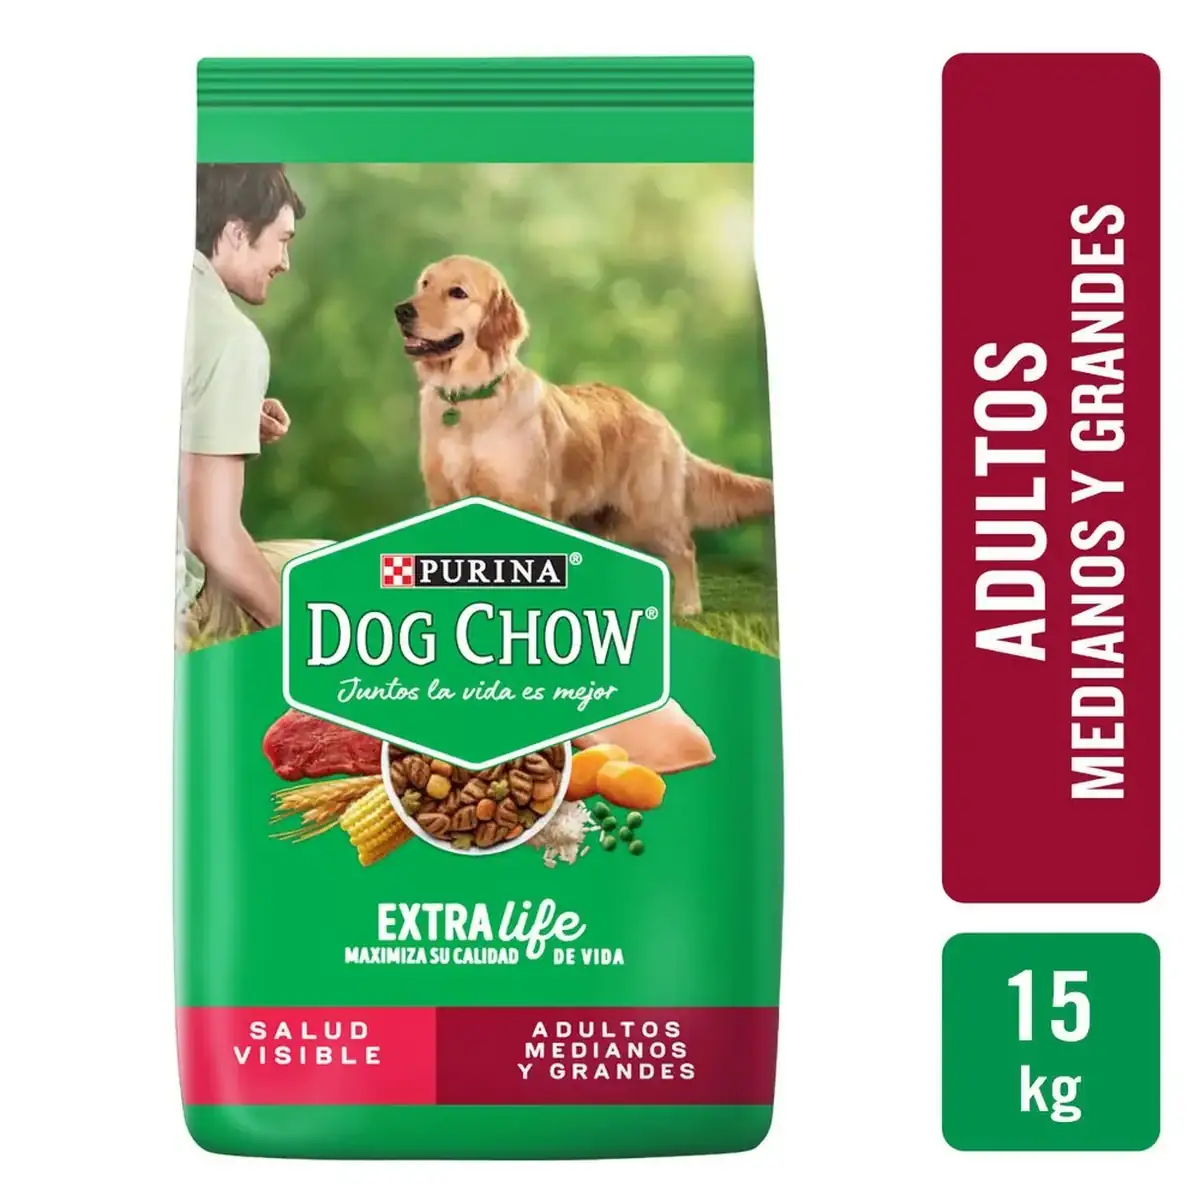 PURINA®
DOG CHOW®
Juntos la vida es mejor
EXTRA life
MAXIMIZA SU CALIDAD DE VIDA
SALUD
VISIBLE
ADULTOS
MEDIANOS
Y GRANDES
ADULTOS
MEDIANOS Y GRANDES
15
kg